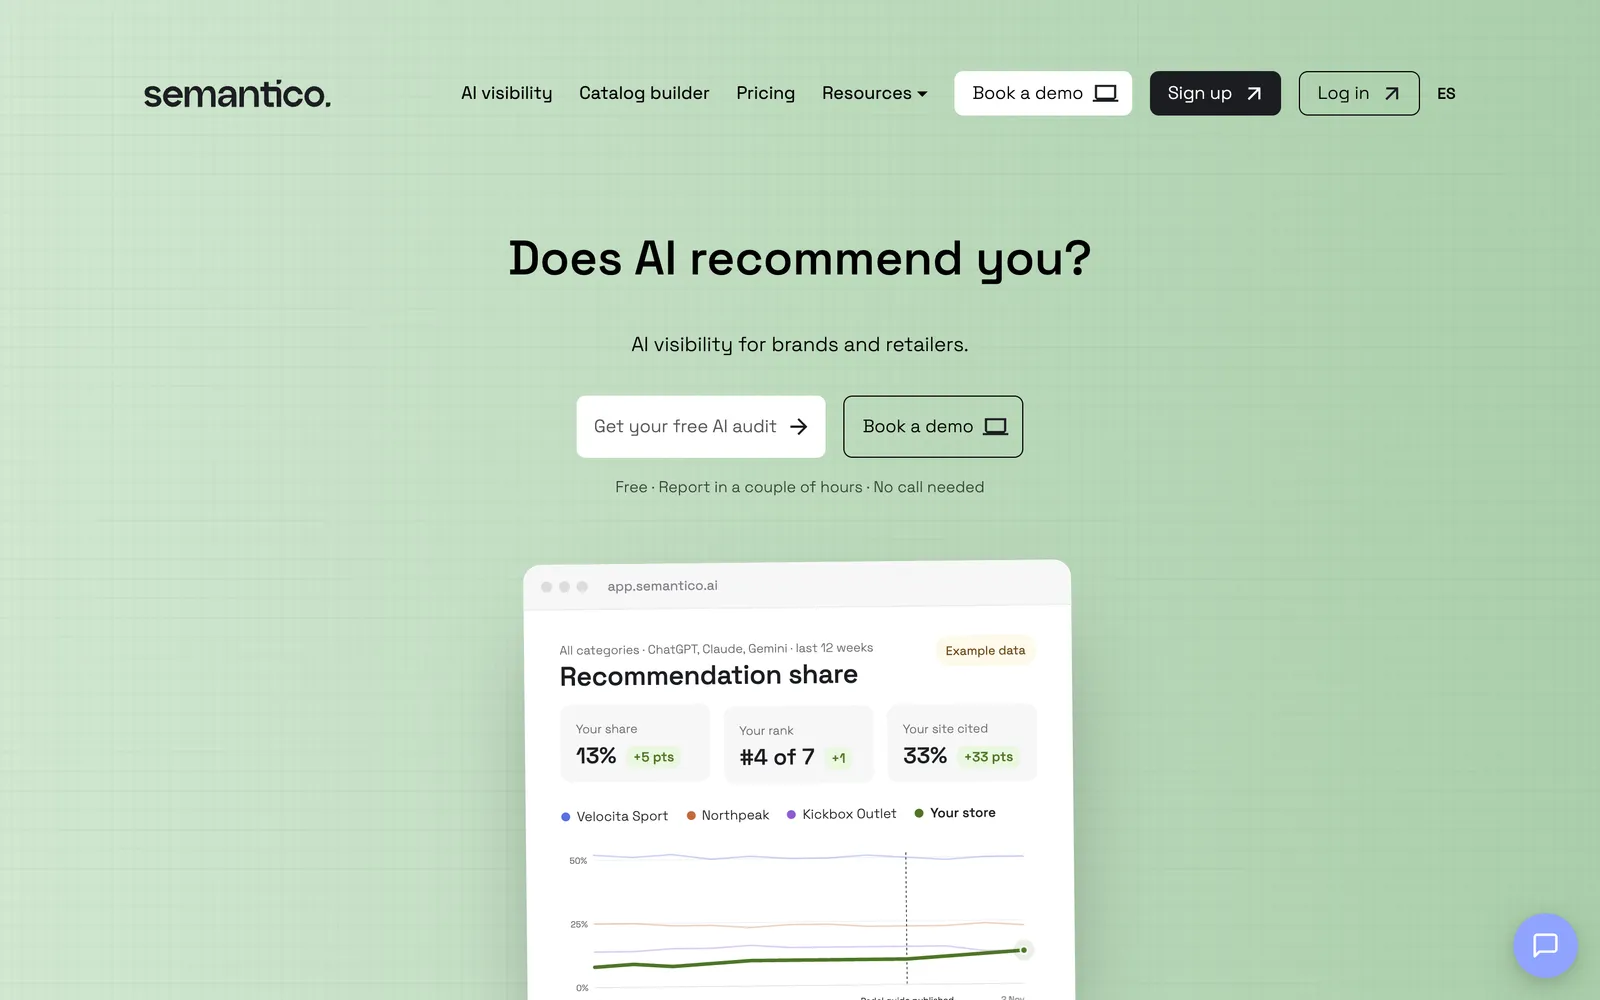 semantico.
AI visibility
Catalog builder
Pricing
Resources
Book a demo
Sign up
Log in
ES
Does AI recommend you?
AI visibility for brands and retailers.
Get your free AI audit
Book a demo
Free · Report in a couple of hours · No call needed
app.semantico.ai
All categories · ChatGPT, Claude, Gemini · last 12 weeks
Example data
Recommendation share
Your share
13% +5 pts
Your rank
#4 of 7 +1
Your site cited
33% +33 pts
Velocita Sport
Northpeak
Kickbox Outlet
Your store
50%
25%
0%
guide published
2 Nov